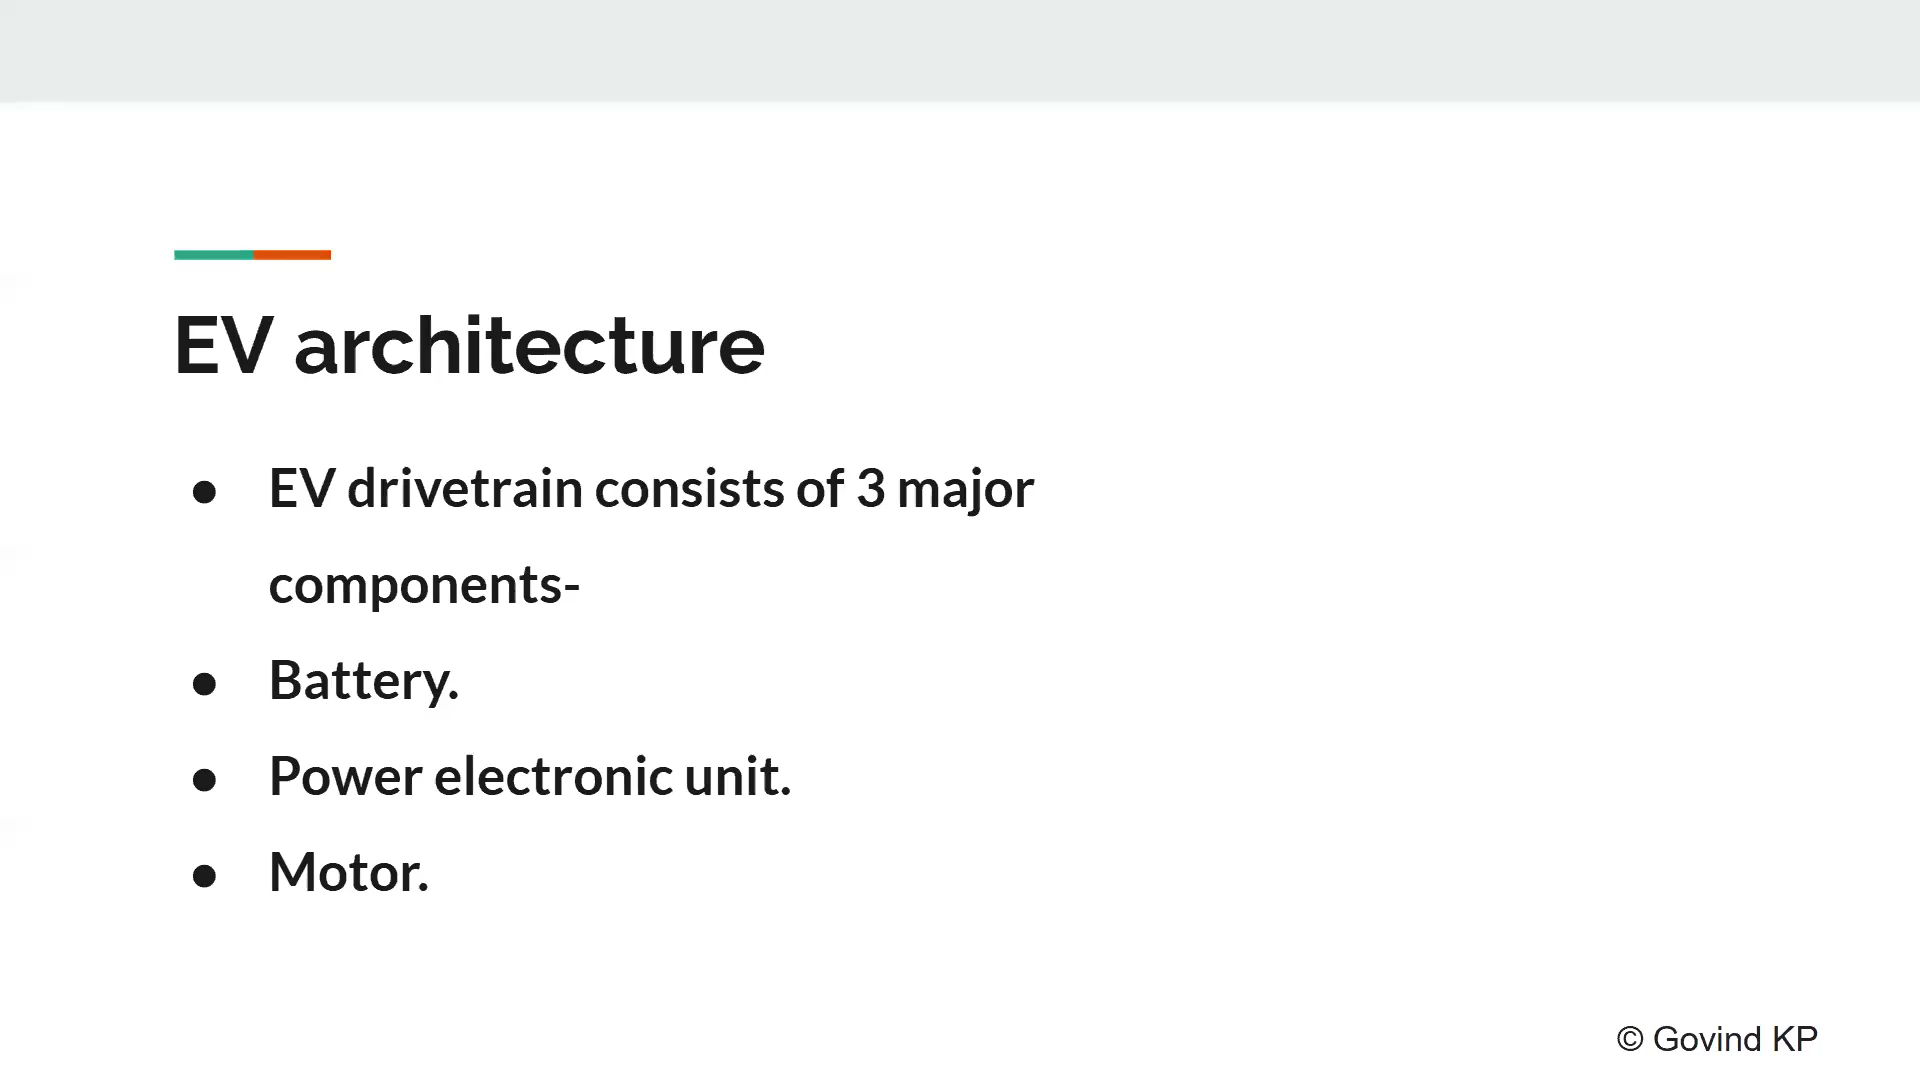 EV architecture
● EV drivetrain consists of 3 major
components-
● Battery.
● Power electronic unit.
● Motor.
© Govind KP